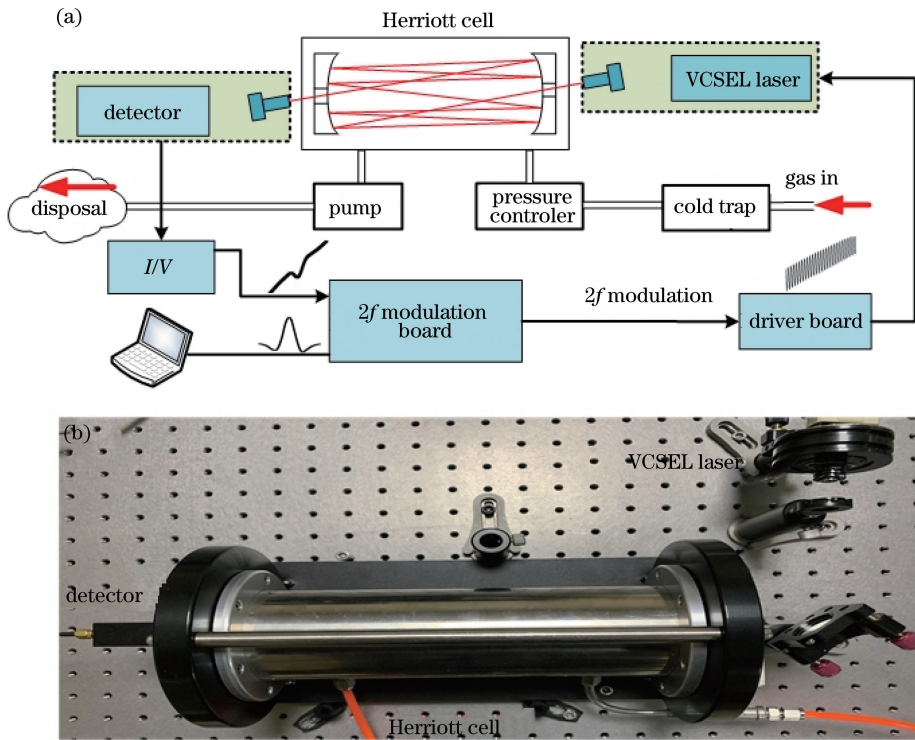 (a)
Herriott cell
detector
VCSEL laser
disposal
pump
pressure
controler
cold trap
gas in
I/V
2f modulation
board
2f modulation
driver board
(b)
VCSEL laser
detector
Herriott cell